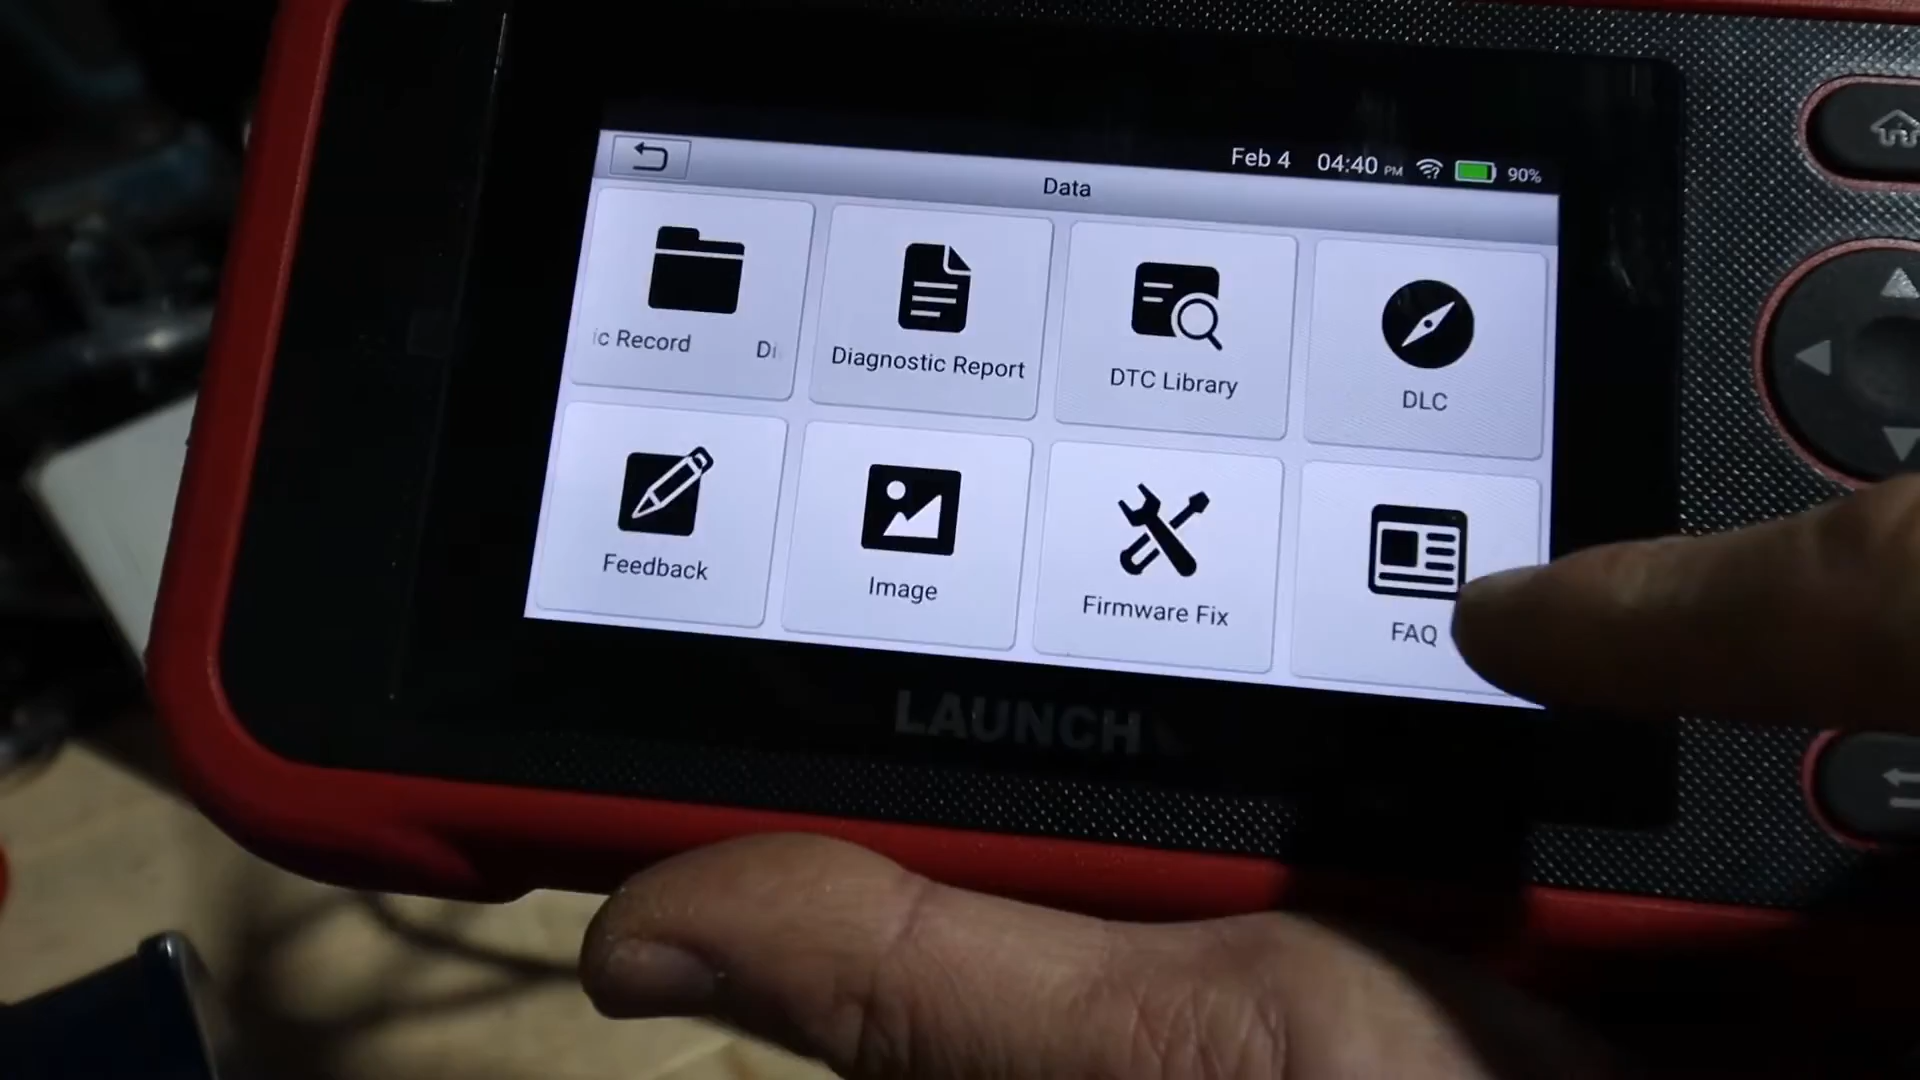 Feb 4 04:40 PM 90%
Data
ic Record Di
Diagnostic Report
DTC Library
DLC
Feedback
Image
Firmware Fix
FAQ
LAUNCH